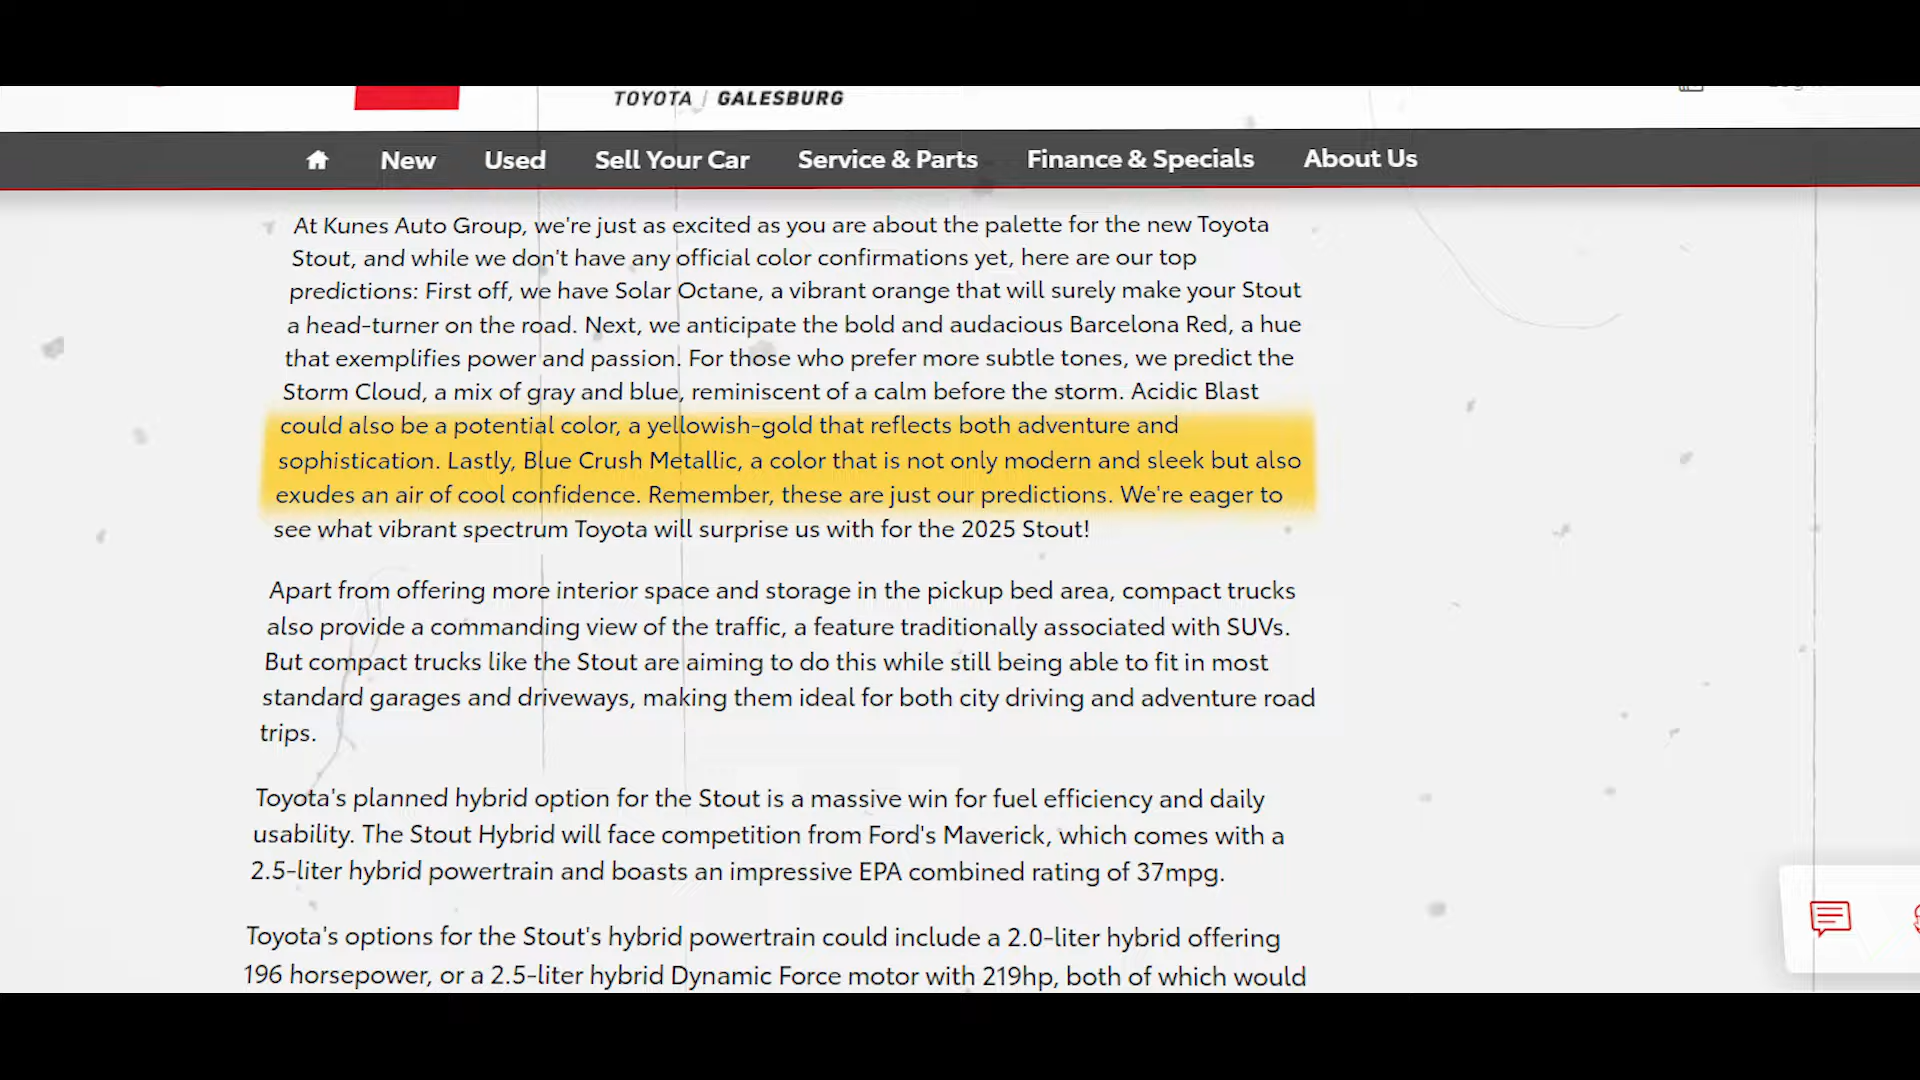 TOYOTA / GALESBURG
New Used Sell Your Car Service & Parts Finance & Specials About Us
At Kunes Auto Group, we're just as excited as you are about the palette for the new Toyota
Stout, and while we don't have any official color confirmations yet, here are our top
predictions: First off, we have Solar Octane, a vibrant orange that will surely make your Stout
a head-turner on the road. Next, we anticipate the bold and audacious Barcelona Red, a hue
that exemplifies power and passion. For those who prefer more subtle tones, we predict the
Storm Cloud, a mix of gray and blue, reminiscent of a calm before the storm. Acidic Blast
could also be a potential color, a yellowish-gold that reflects both adventure and
sophistication. Lastly, Blue Crush Metallic, a color that is not only modern and sleek but also
exudes an air of cool confidence. Remember, these are just our predictions. We're eager to
see what vibrant spectrum Toyota will surprise us with for the 2025 Stout!
Apart from offering more interior space and storage in the pickup bed area, compact trucks
also provide a commanding view of the traffic, a feature traditionally associated with SUVs.
But compact trucks like the Stout are aiming to do this while still being able to fit in most
standard garages and driveways, making them ideal for both city driving and adventure road
trips.
Toyota's planned hybrid option for the Stout is a massive win for fuel efficiency and daily
usability. The Stout Hybrid will face competition from Ford's Maverick, which comes with a
2.5-liter hybrid powertrain and boasts an impressive EPA combined rating of 37mpg.
Toyota's options for the Stout's hybrid powertrain could include a 2.0-liter hybrid offering
196 horsepower, or a 2.5-liter hybrid Dynamic Force motor with 219hp, both of which would